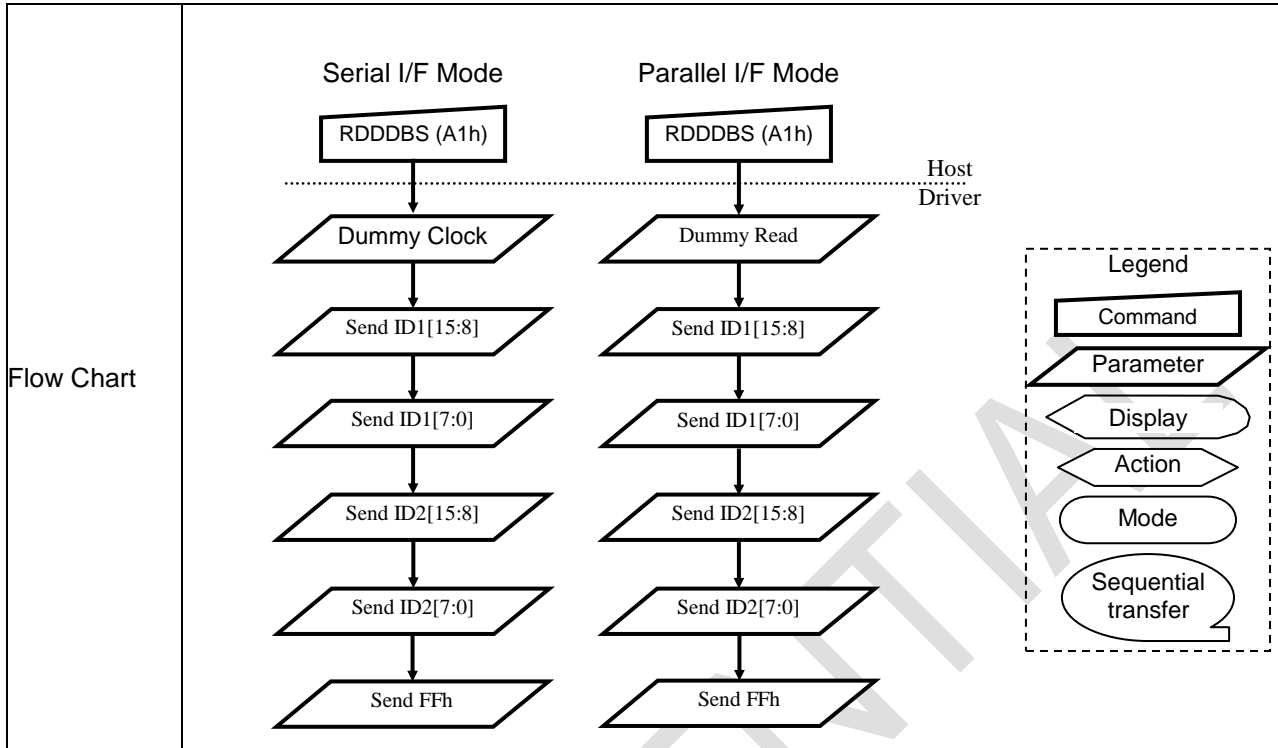 Flow Chart
Serial I/F Mode
RDDDBS (A1h)
Dummy Clock
Send ID1[15:8]
Send ID1[7:0]
Send ID2[15:8]
Send ID2[7:0]
Send FFh
Parallel I/F Mode
RDDDBS (A1h)
Host
Driver
Dummy Read
Send ID1[15:8]
Send ID1[7:0]
Send ID2[15:8]
Send ID2[7:0]
Send FFh
Legend
Command
Parameter
Display
Action
Mode
Sequential
transfer